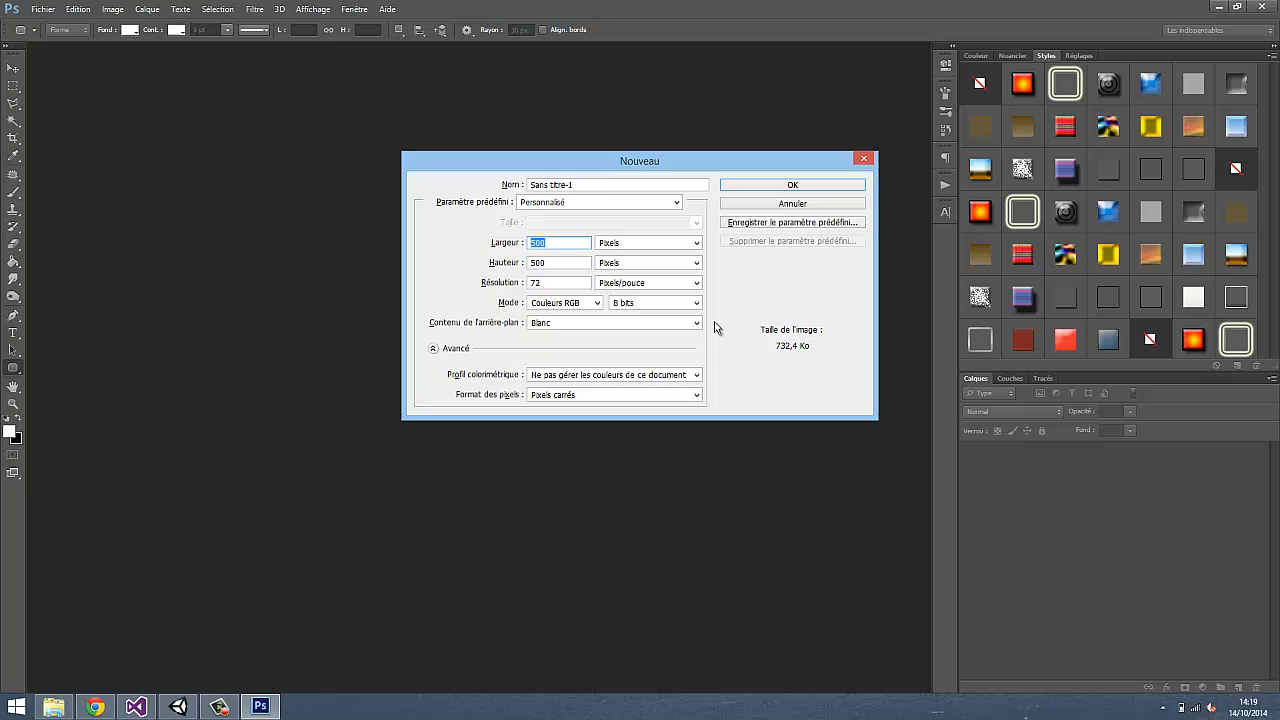 Ps Fichier Edition Image Calque Texte Sélection Filtre 3D Affichage Fenêtre Aide
Forme Fond : Cont. : 5 pt L : H : Rayon : 30 px Align. bords Les indispensables
Couleur Nuancier Styles Réglages
Nouveau
Nom : Sans titre-1 OK
Paramètre prédéfini : Personnalisé Annuler
Taille : Enregistrer le paramètre prédéfini...
Largeur : 500 Pixels Supprimer le paramètre prédéfini...
Hauteur : 500 Pixels
Résolution : 72 Pixels/pouce
Mode : Couleurs RGB 8 bits
Contenu de l'arrière-plan : Blanc
Taille de l'image :
732,4 Ko
Avancé
Profil colorimétrique : Ne pas gérer les couleurs de ce document
Format des pixels : Pixels carrés
Calques Couches Tracés
Type
Normal Opacité :
Verrou : Fond :
Ps
14:19
14/10/2014